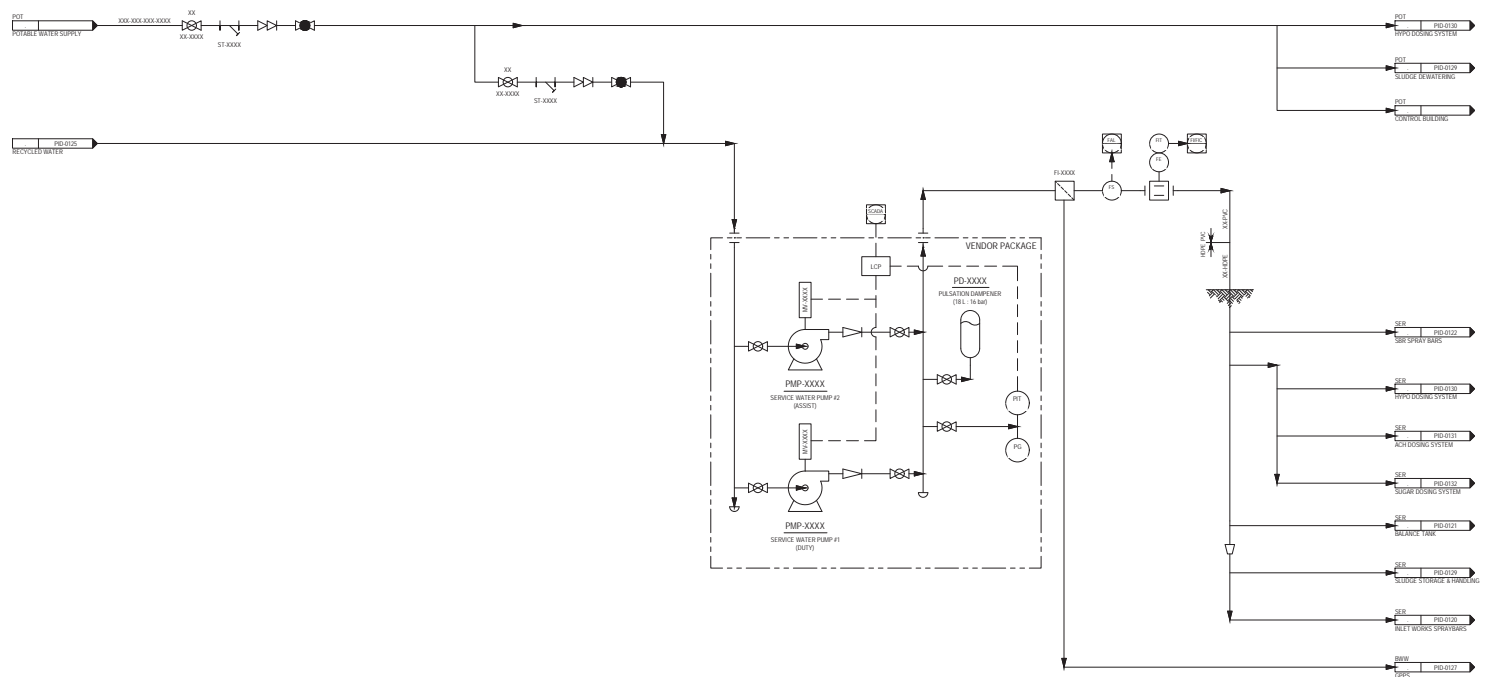 POT
POTABLE WATER SUPPLY
XXX-XXX-XXX-XXXX
XX
XX-XXXX
ST-XXXX
POT
PID-0130
HYPO DOSING SYSTEM
XX
XX-XXXX
ST-XXXX
POT
PID-0129
SLUDGE DEWATERING
POT
CONTROL BUILDING
PID-0125
RECYCLED WATER
FAL
FIT
FE
FI-XXXX
FS
SCADA
XX-PVC
HDPE PVC
XX-HDPE
VENDOR PACKAGE
LCP
PD-XXXX
PULSATION DAMPENER
(18 L : 16 bar)
MV-XXXX
PMP-XXXX
SERVICE WATER PUMP #2
(ASSIST)
PIT
PG
MV-XXXX
PMP-XXXX
SERVICE WATER PUMP #1
(DUTY)
SER
PID-0122
SBR SPRAY BARS
SER
PID-0130
HYPO DOSING SYSTEM
SER
PID-0131
ACH DOSING SYSTEM
SER
PID-0132
SUGAR DOSING SYSTEM
SER
PID-0121
BALANCE TANK
SER
PID-0129
SLUDGE STORAGE & HANDLING
SER
PID-0120
INLET WORKS SPRAYBARS
BWW
PID-0127